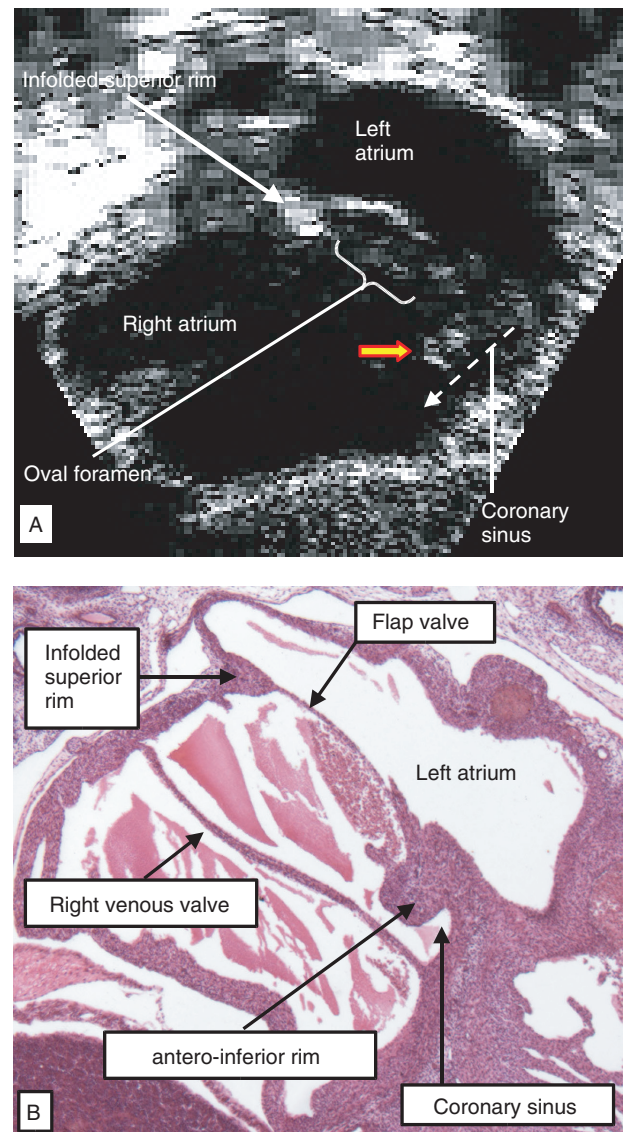 Infolded superior rim
Left
atrium
Right atrium
Oval foramen
Coronary
sinus
A
Flap valve
Infolded
superior
rim
Left atrium
Right venous valve
antero-inferior rim
Coronary sinus
B